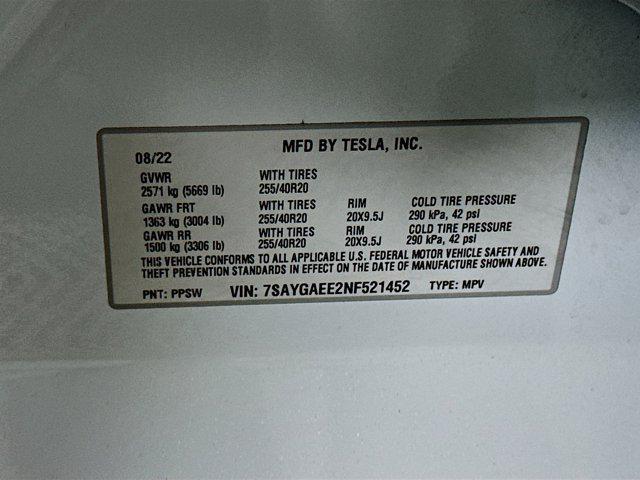 MFD BY TESLA, INC.
08/22
GVWR WITH TIRES
2571 kg (5669 lb) 255/40R20
GAWR FRT WITH TIRES RIM COLD TIRE PRESSURE
1363 kg (3004 lb) 255/40R20 20X9.5J 290 kPa, 42 psi
GAWR RR WITH TIRES RIM COLD TIRE PRESSURE
1500 kg (3306 lb) 255/40R20 20X9.5J 290 kPa, 42 psi
THIS VEHICLE CONFORMS TO ALL APPLICABLE U.S. FEDERAL MOTOR VEHICLE SAFETY AND
THEFT PREVENTION STANDARDS IN EFFECT ON THE DATE OF MANUFACTURE SHOWN ABOVE.
PNT: PPSW VIN: 7SAYGAEE2NF521452 TYPE: MPV